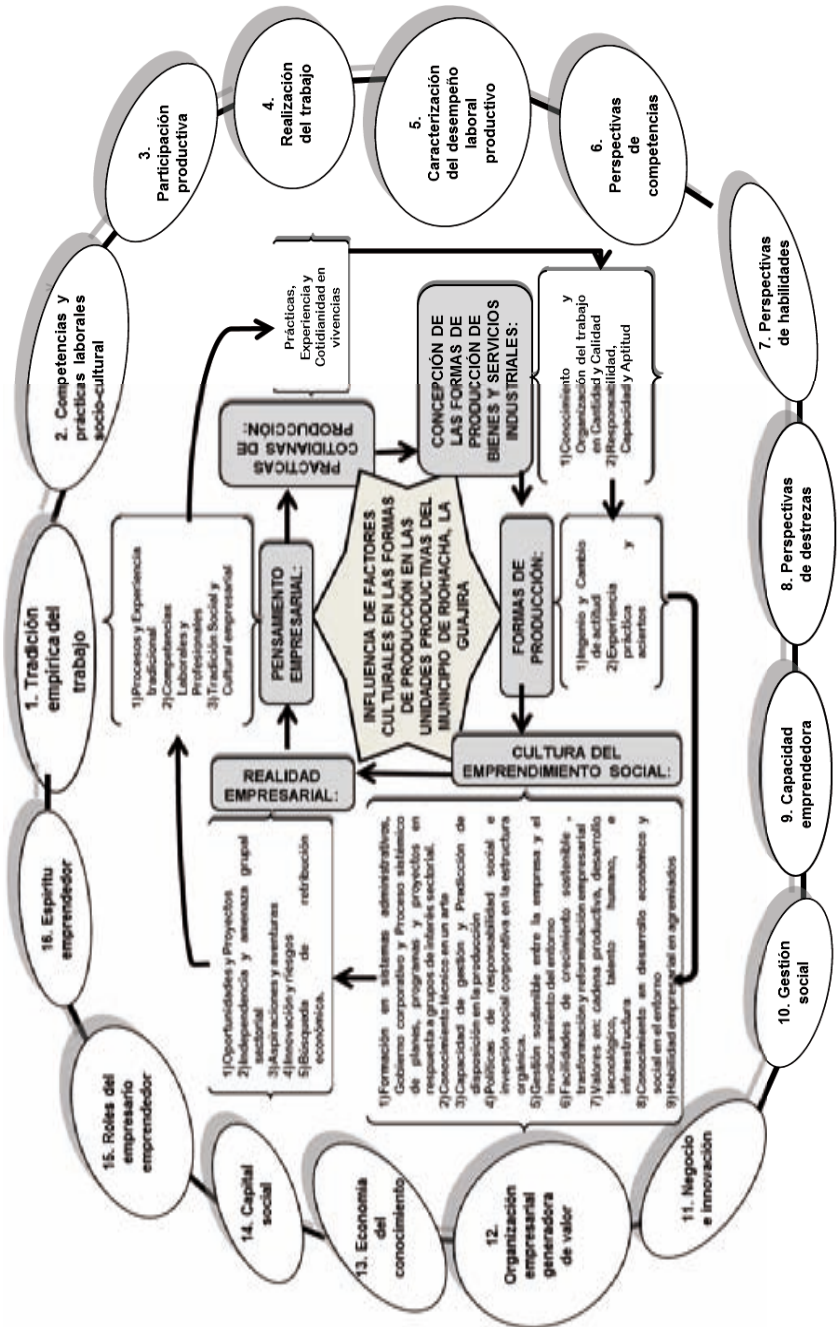 1. Tradición
empírica del
trabajo
2. Competencias y
prácticas laborales
socio-cultural
3.
Participación
productiva
4.
Realización
del trabajo
5.
Caracterización
del desempeño
laboral
productivo
6.
Perspectivas
de
competencias
7. Perspectivas
de habilidades
8. Perspectivas
de destrezas
9. Capacidad
emprendedora
10. Gestión
social
11. Negocio
e innovación
12.
Organización
empresarial
generadora
de valor
13. Economía
del
conocimiento
14. Capital
social
15. Roles del
empresario
emprendedor
16. Espíritu
emprendedor
INFLUENCIA DE FACTORES
CULTURALES EN LAS FORMAS
DE PRODUCCIÓN EN LAS
UNIDADES PRODUCTIVAS DEL
MUNICIPIO DE RIOHACHA, LA
GUAJIRA
REALIDAD
EMPRESARIAL:
1)Oportunidades y Proyectos
2)Independencia y amenaza grupal
sectorial
3)Aspiraciones y aventuras
4)Innovación y riesgos
5)Búsqueda de retribución
económica.
PENSAMIENTO
EMPRESARIAL:
1)Procesos y Experiencia
tradicional
2)Competencias
Laborales y
Profesionales
3)Tradición Social y
Cultural empresarial
PRÁCTICAS
COTIDIANAS DE
PRODUCCIÓN:
Prácticas,
Experiencia y
Cotidianidad en
vivencias
CONCEPCIÓN DE
LAS FORMAS DE
PRODUCCIÓN DE
BIENES Y SERVICIOS
INDUSTRIALES:
1)Conocimiento y
Organización del trabajo
en Cantidad y Calidad
2)Responsabilidad,
Capacidad y Aptitud
FORMAS DE
PRODUCCIÓN:
1)Ingenio y Cambio
de actitud
2)Experiencia y
práctica
aciertos
CULTURA DEL
EMPRENDIMIENTO SOCIAL:
1)Formación en sistemas administrativos,
Gobierno corporativo y Proceso sistémico
de planes, programas y proyectos en
respuesta a grupos de interés sectorial.
2)Conocimiento técnico en un arte
3)Capacidad de gestión y Predicción de
disposición en la producción
4)Políticas de responsabilidad social e
inversión social corporativa en la estructura
orgánica.
5)Gestión sostenible entre la empresa y el
involucramiento del entorno
6)Facilidades de crecimiento sostenible ,
trasformación y reformulación empresarial
7)Valores en: cadena productiva, desarrollo
tecnológico, talento humano, e
infraestructura
8)Conocimiento en desarrollo económico y
social en el entorno
9)Habilidad empresarial en agremiados